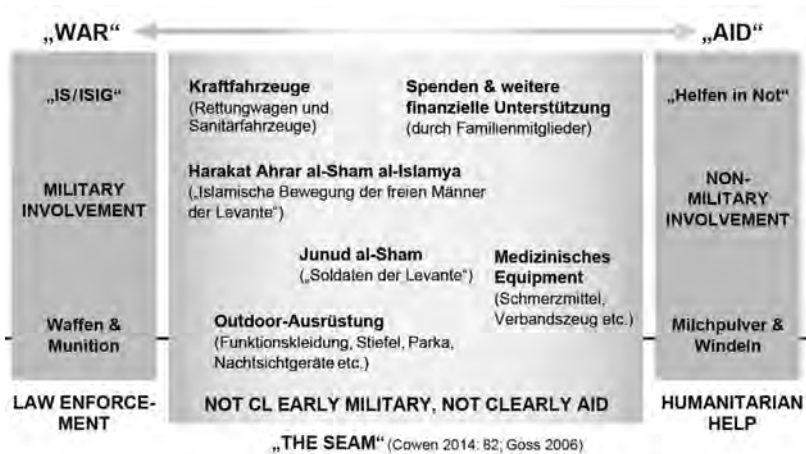 „WAR“
„AID“
„IS/ISIG“
MILITARY
INVOLVEMENT
Waffen &
Munition
LAW ENFORCE-
MENT
Kraftfahrzeuge
(Rettungwagen und
Sanitärfahrzeuge)
Spenden & weitere
finanzielle Unterstützung
(durch Familienmitglieder)
Harakat Ahrar al-Sham al-Islamya
(„Islamische Bewegung der freien Männer
der Levante“)
Junud al-Sham
(„Soldaten der Levante“)
Medizinisches
Equipment
(Schmerzmittel,
Verbandszeug etc.)
Outdoor-Ausrüstung
(Funktionskleidung, Stiefel, Parka,
Nachtsichtgeräte etc.)
NOT CL EARLY MILITARY, NOT CLEARLY AID
„THE SEAM“ (Cowen 2014: 82; Goss 2006)
„Helfen in Not“
NON-
MILITARY
INVOLVEMENT
Milchpulver &
Windeln
HUMANITARIAN
HELP